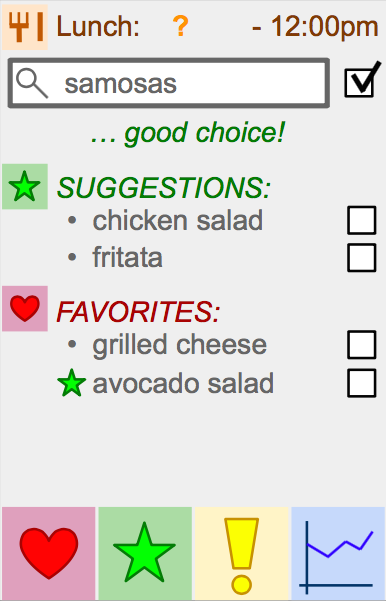 Lunch: ? - 12:00pm
samosas
… good choice!
SUGGESTIONS:
• chicken salad
• fritata
FAVORITES:
• grilled cheese
avocado salad